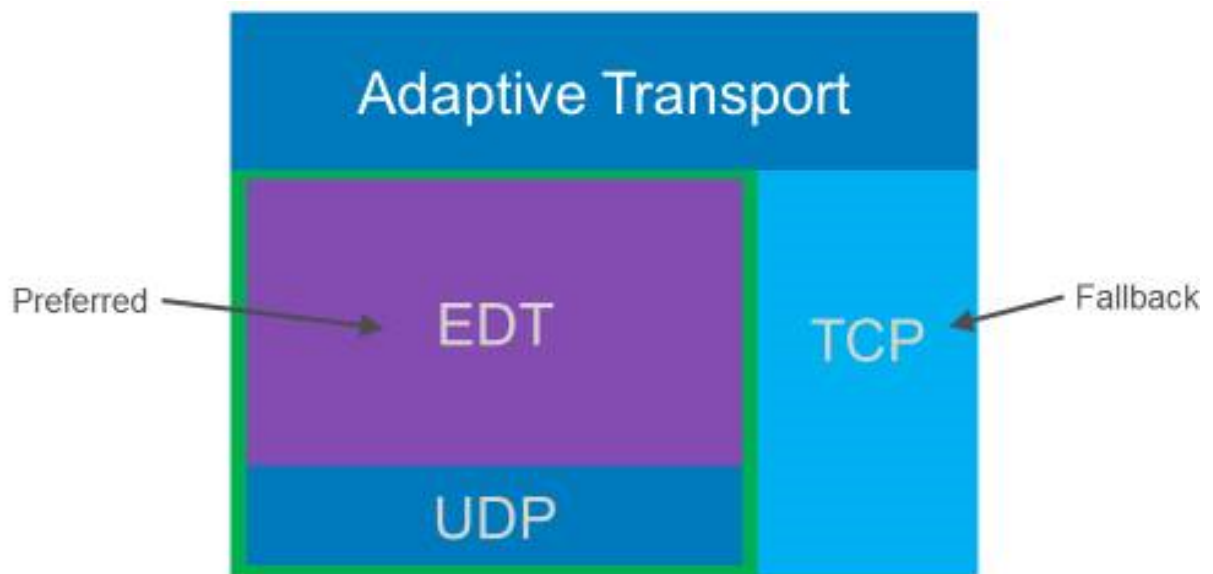 Adaptive Transport
Preferred
EDT
TCP
Fallback
UDP